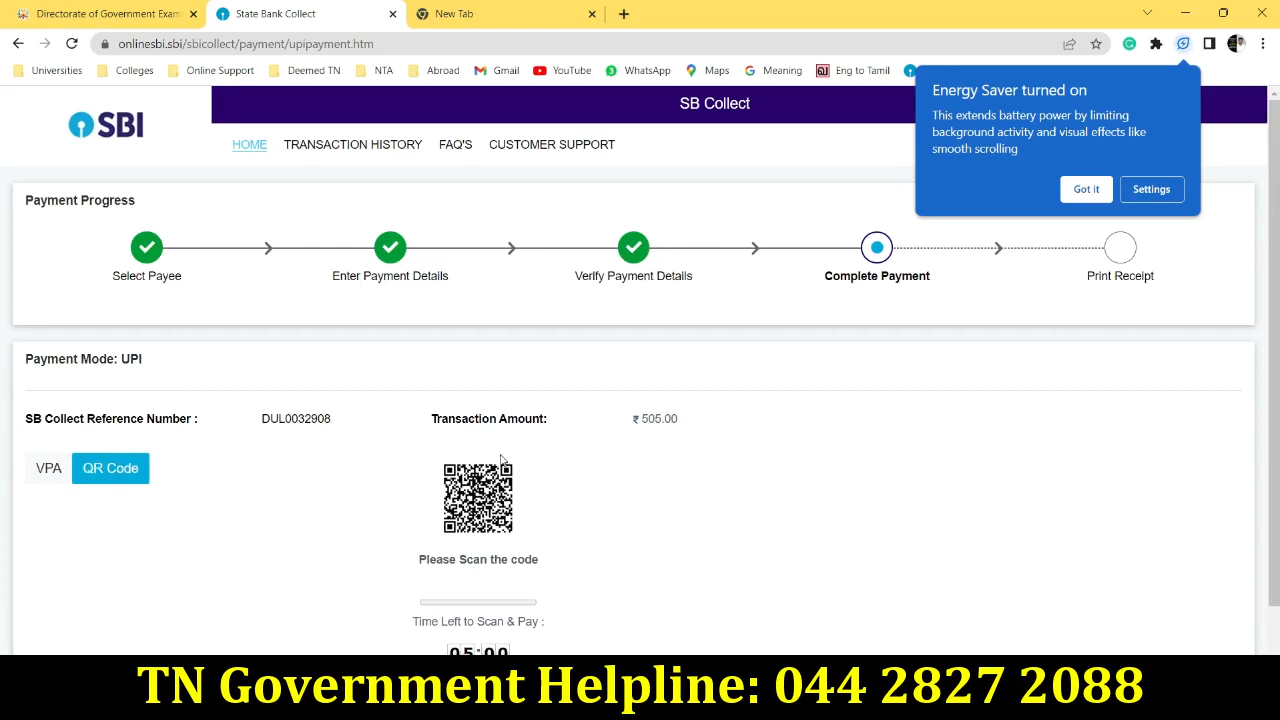 Directorate of Government Exam
State Bank Collect
New Tab
onlinesbi.sbi/sbicollect/payment/upipayment.htm
Universities
Colleges
Online Support
Deemed TN
NTA
Abroad
Gmail
YouTube
WhatsApp
Maps
Meaning
Eng to Tamil
Energy Saver turned on
This extends battery power by limiting
background activity and visual effects like
smooth scrolling
Got it
Settings
SBI
SB Collect
HOME
TRANSACTION HISTORY
FAQ'S
CUSTOMER SUPPORT
Payment Progress
Select Payee
Enter Payment Details
Verify Payment Details
Complete Payment
Print Receipt
Payment Mode: UPI
SB Collect Reference Number :
DUL0032908
Transaction Amount:
₹ 505.00
VPA
QR Code
Please Scan the code
Time Left to Scan & Pay :
05:00
TN Government Helpline: 044 2827 2088